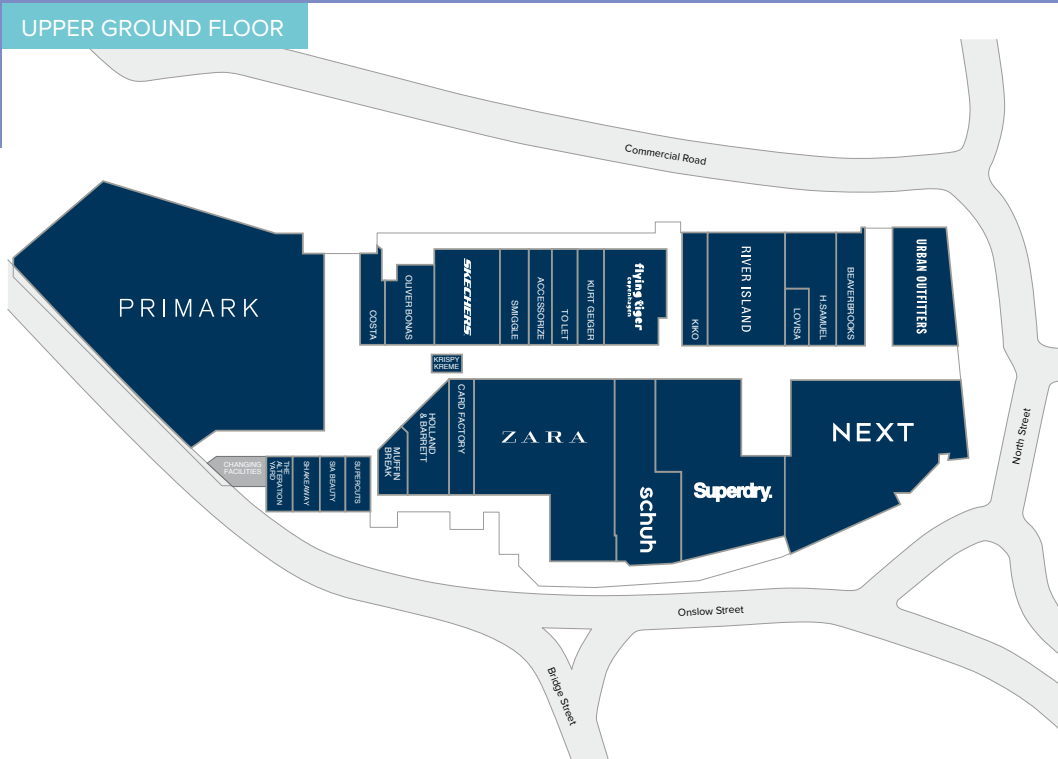 UPPER GROUND FLOOR
Commercial Road
PRIMARK
COSTA
OLIVER BONAS
SKECHERS
SMIGGLE
ACCESSORIZE
TO LET
KURT GEIGER
flying tiger
copenhagen
KIKO
RIVER ISLAND
LOVISA
H.SAMUEL
BEAVERBROOKS
URBAN OUTFITTERS
KRISPY
KREME
MUFFIN
BREAK
HOLLAND
& BARRETT
CARD FACTORY
ZARA
schuh
Superdry.
NEXT
North Street
CHANGING
FACILITIES
THE
ALTERATION
YARD
SHAKEAWAY
SIA BEAUTY
SUPERCUTS
Onslow Street
Bridge Street